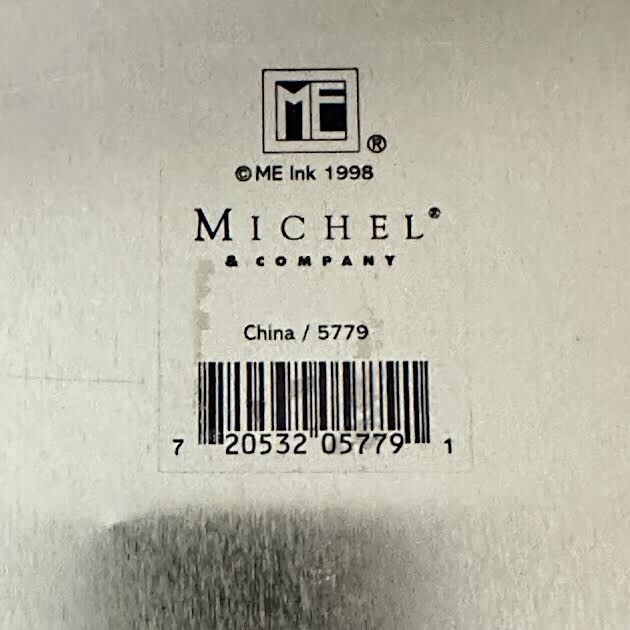 ME®
©ME Ink 1998
MICHEL®
& COMPANY
China / 5779
7 20532 05779 1